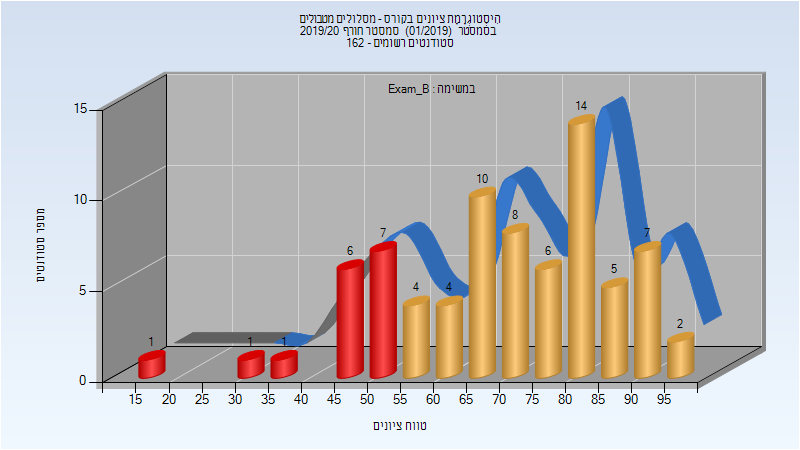 היסטוגרמת ציונים בקורס - מסלולים מטבולים
בסמסטר (01/2019) סמסטר חורף 2019/20
סטודנטים רשומים - 162
במשימה : Exam_B
15
10
5
0
מספר סטודנטים
1
1
1
6
7
4
4
10
8
6
14
5
7
2
15 20 25 30 35 40 45 50 55 60 65 70 75 80 85 90 95
טווח ציונים